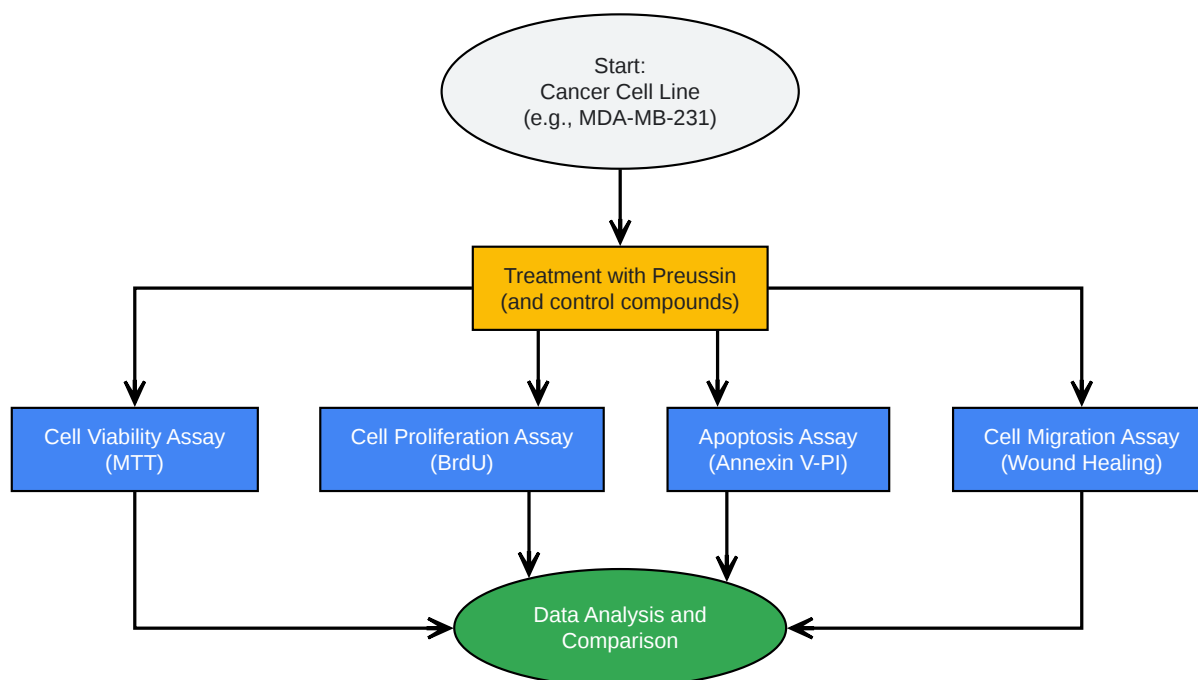 Start:
Cancer Cell Line
(e.g., MDA-MB-231)
Treatment with Preussin
(and control compounds)
Cell Viability Assay
(MTT)
Cell Proliferation Assay
(BrdU)
Apoptosis Assay
(Annexin V-PI)
Cell Migration Assay
(Wound Healing)
Data Analysis and
Comparison